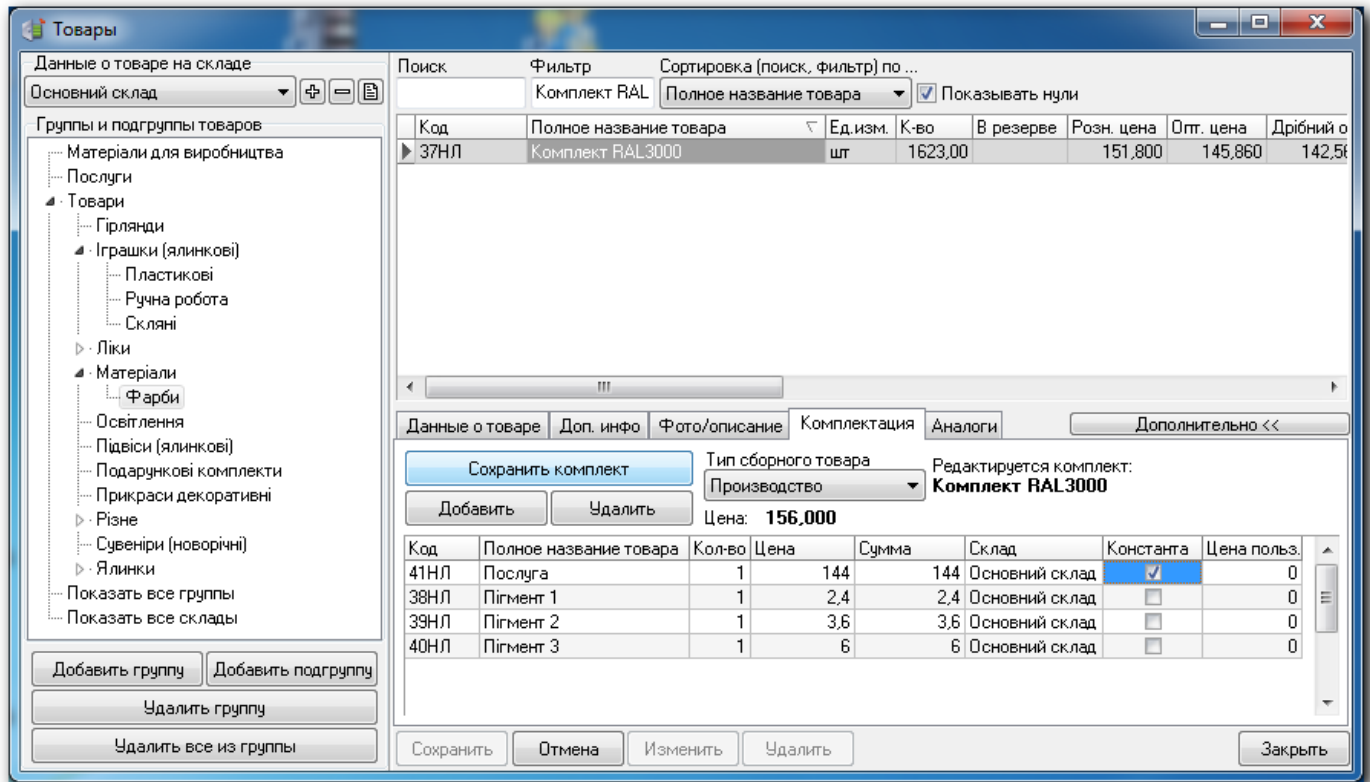 Товары
Данные о товаре на складе
Основний склад
Группы и подгруппы товаров
Матеріали для виробництва
Послуги
Товари
Гірлянди
Іграшки (ялинкові)
Пластикові
Ручна робота
Скляні
Ліки
Матеріали
Фарби
Освітлення
Підвіси (ялинкові)
Подарункові комплекти
Прикраси декоративні
Різне
Сувеніри (новорічні)
Ялинки
Показать все группы
Показать все склады
Добавить группу Добавить подгруппу
Удалить группу
Удалить все из группы
Поиск Фильтр Сортировка (поиск, фильтр) по ...
Комплект RAL Полное название товара Показывать нули
Код Полное название товара Ед.изм. К-во В резерве Розн. цена Опт. цена Дрібний о
37НЛ Комплект RAL3000 шт 1623,00 151,800 145,860 142,56
Данные о товаре Доп. инфо Фото/описание Комплектация Аналоги Дополнительно <<
Сохранить комплект Тип сборного товара Редактируется комплект:
Производство Комплект RAL3000
Добавить Удалить Цена: 156,000
Код Полное название товара Кол-во Цена Сумма Склад Константа Цена польз.
41НЛ Послуга 1 144 144 Основний склад 0
38НЛ Пігмент 1 1 2,4 2,4 Основний склад 0
39НЛ Пігмент 2 1 3,6 3,6 Основний склад 0
40НЛ Пігмент 3 1 6 6 Основний склад 0
Сохранить Отмена Изменить Удалить Закрыть